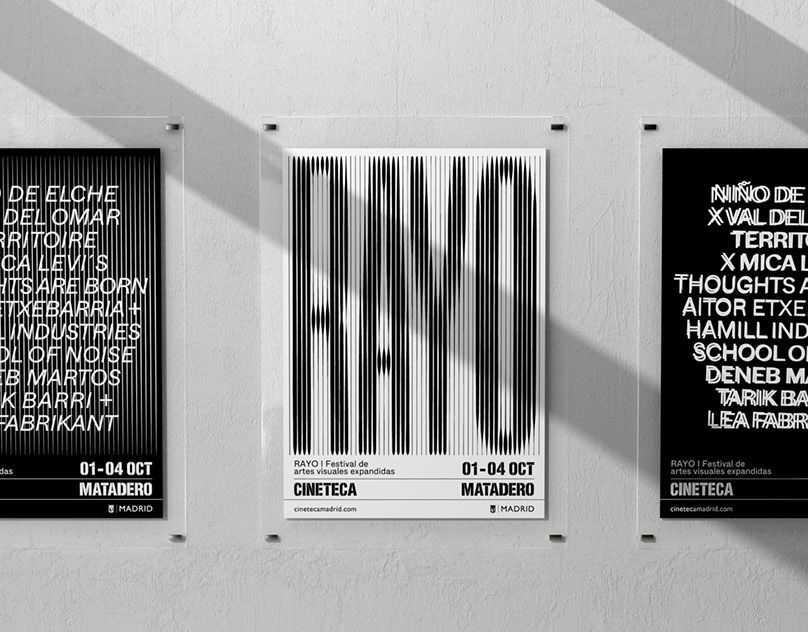 DE ELCHE
DEL OMAR
RRITOIRE
CA LEVI´S
HTS ARE BORN
ETXEBARRIA +
L INDUSTRIES
OL OF NOISE
EB MARTOS
K BARRI +
FABRIKANT
das
01-04 OCT
MATADERO
MADRID
RAYO
RAYO I Festival de
artes visuales expandidas
01-04 OCT
CINETECA
MATADERO
cinetecamadrid.com
MADRID
NIÑO DE
X VAL DEL
TERRITO
X MICA L
THOUGHTS A
AITOR ETXE
HAMILL IND
SCHOOL O
DENEB MA
TARIK BA
LEA FABR
RAYO I Festival de
artes visuales expandidas
CINETECA
cinetecamadrid.com